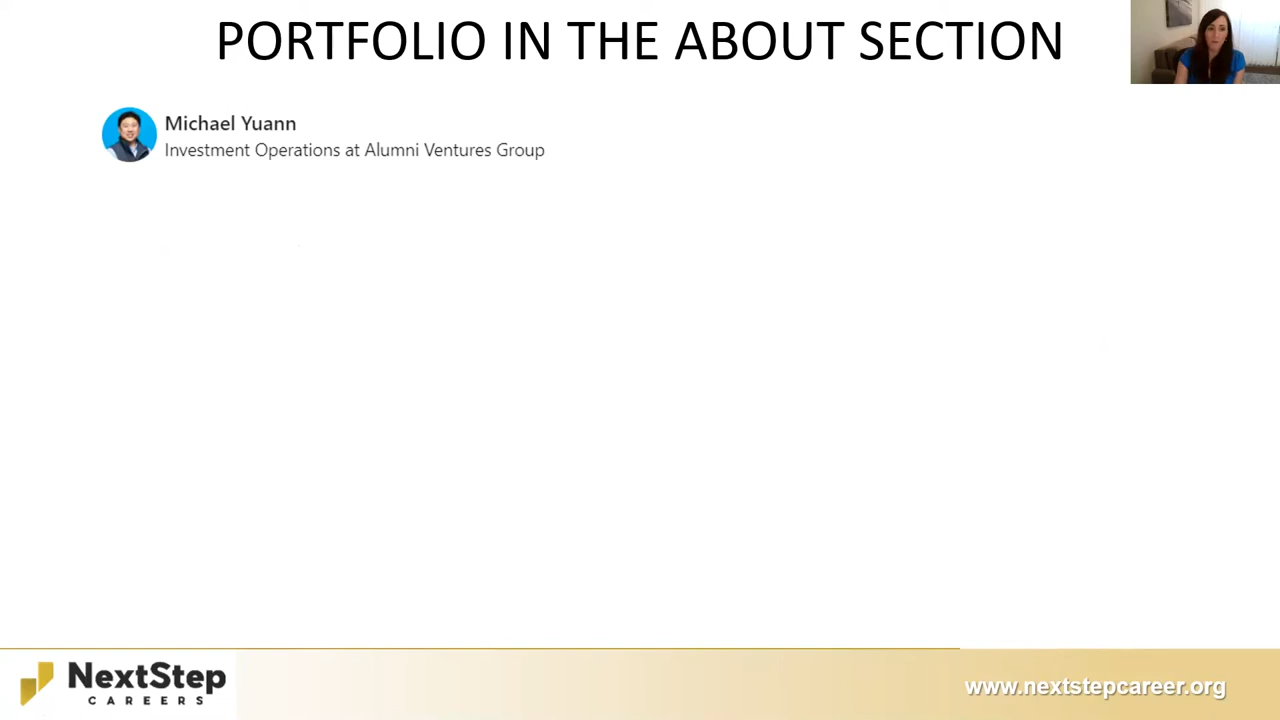 PORTFOLIO IN THE ABOUT SECTION
Michael Yuann
Investment Operations at Alumni Ventures Group
NextStep
CAREERS
www.nextstepcareer.org